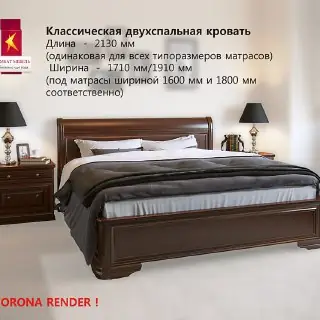 Классическая двухспальная кровать
Длина - 2130 мм
(одинаковая для всех типоразмеров матрасов)
Ширина - 1710 мм/1910 мм
(под матрасы шириной 1600 мм и 1800 мм
соответственно)
ORONA RENDER !